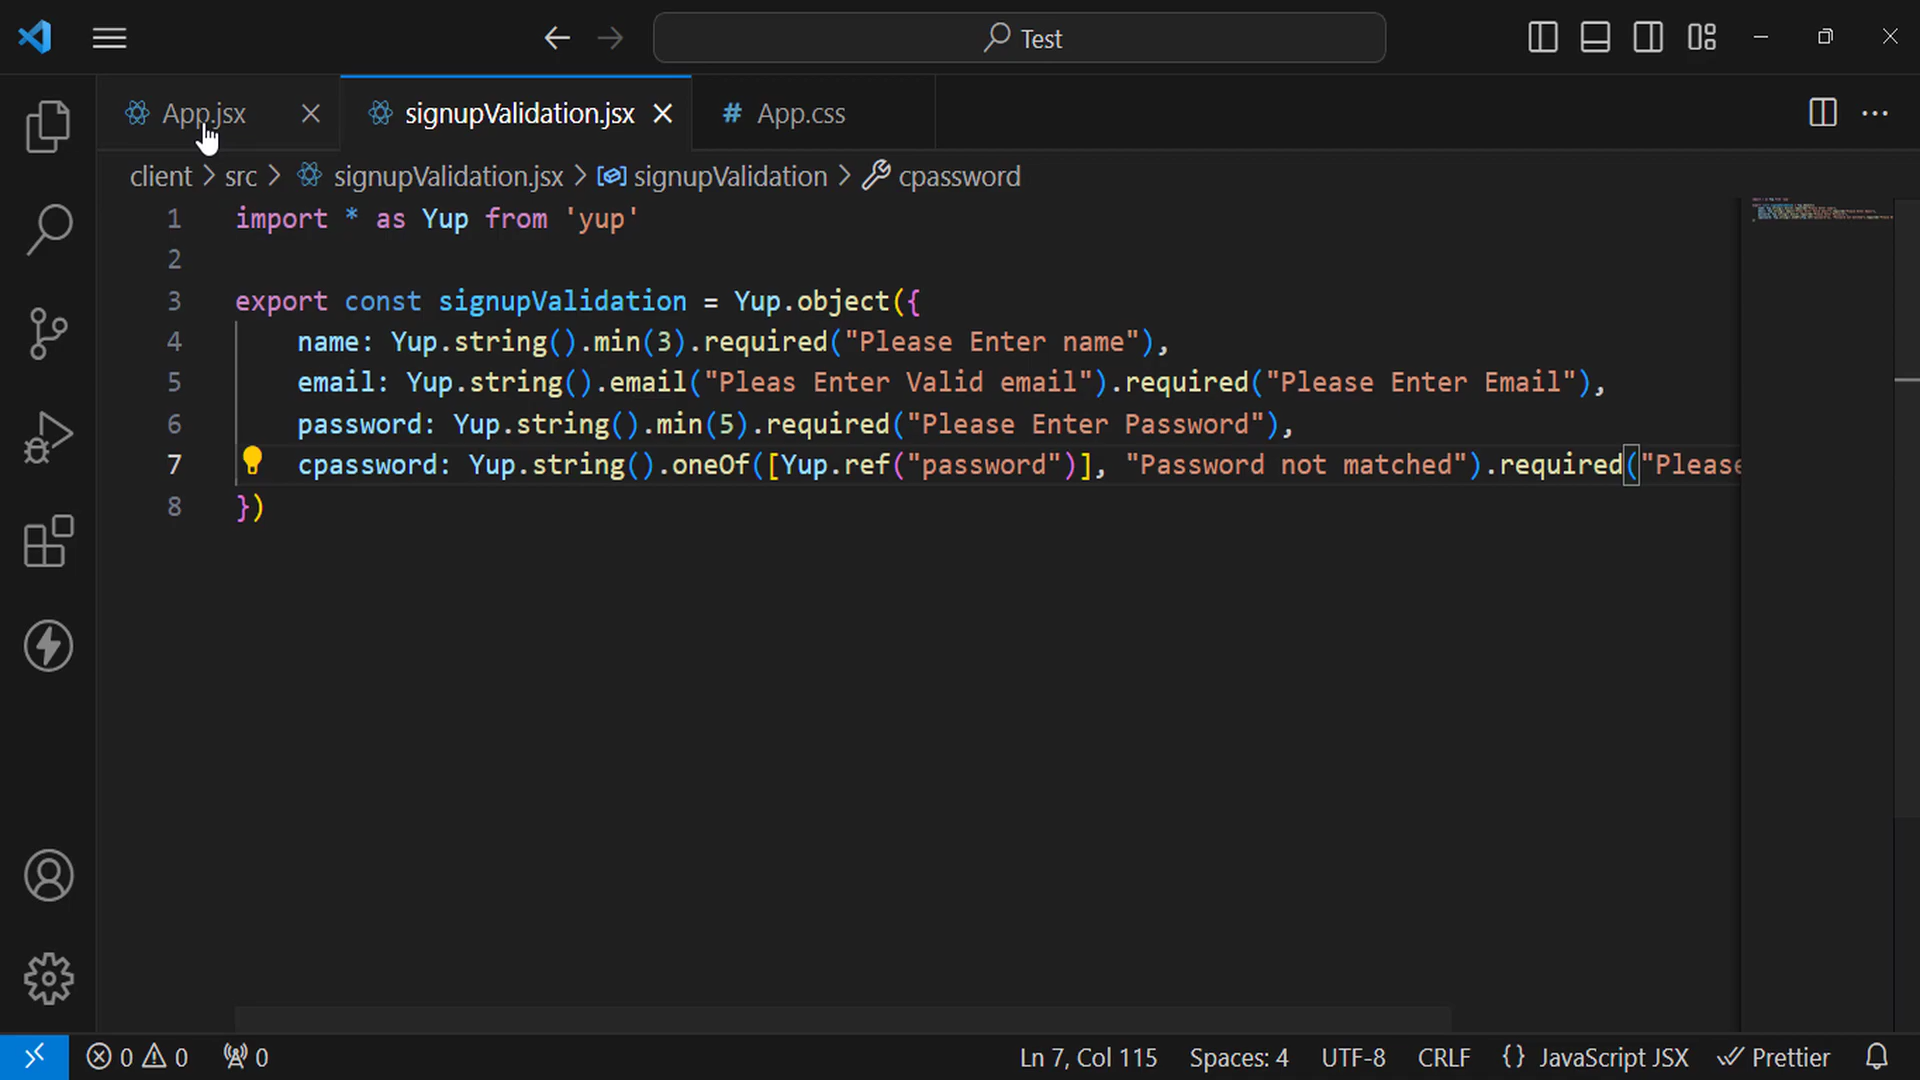 Test
App.jsx
signupValidation.jsx
# App.css
client > src > signupValidation.jsx > signupValidation > cpassword
1 import * as Yup from 'yup'
2
3 export const signupValidation = Yup.object({
4 name: Yup.string().min(3).required("Please Enter name"),
5 email: Yup.string().email("Pleas Enter Valid email").required("Please Enter Email"),
6 password: Yup.string().min(5).required("Please Enter Password"),
7 cpassword: Yup.string().oneOf([Yup.ref("password")], "Password not matched").required("Please
8 })
0 0 0 Ln 7, Col 115 Spaces: 4 UTF-8 CRLF {} JavaScript JSX Prettier